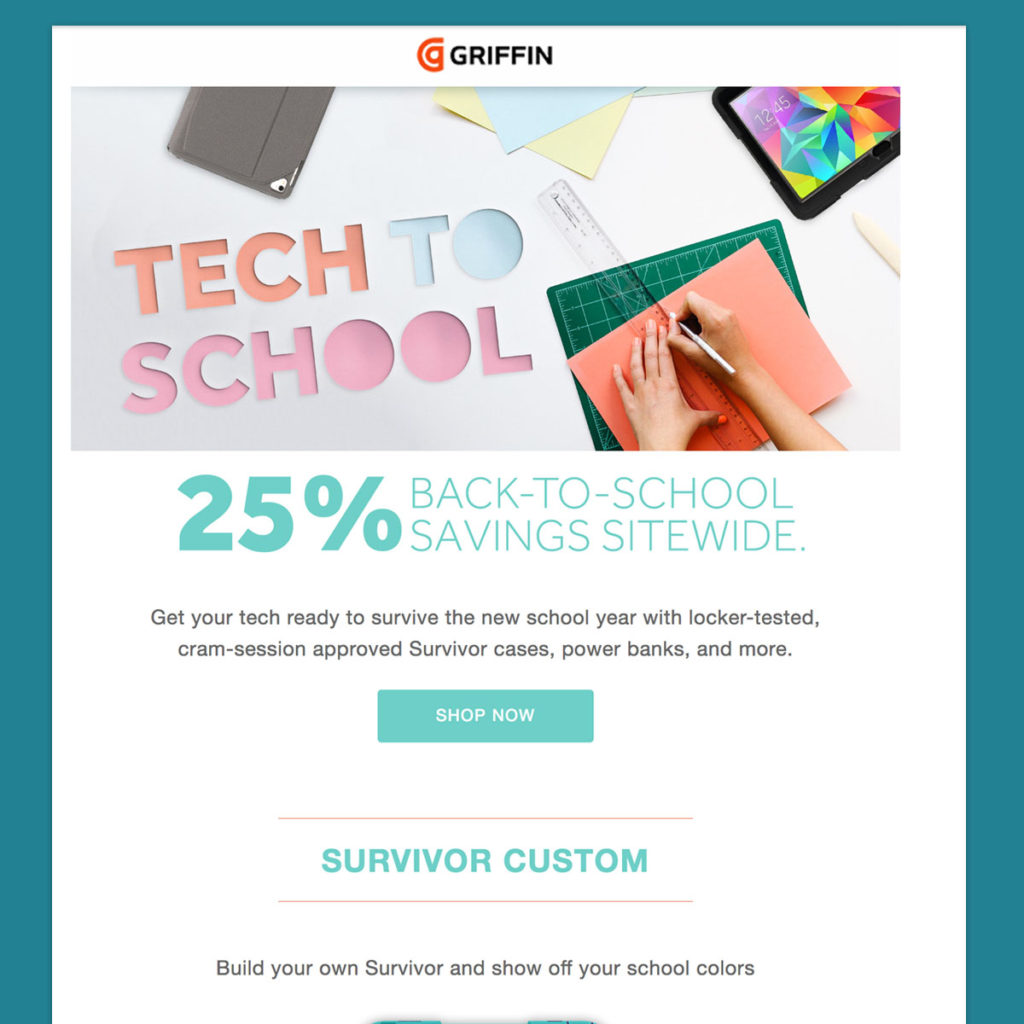 GRIFFIN
12:45
TECH TO
SCHOOL
25% BACK-TO-SCHOOL
SAVINGS SITEWIDE.
Get your tech ready to survive the new school year with locker-tested,
cram-session approved Survivor cases, power banks, and more.
SHOP NOW
SURVIVOR CUSTOM
Build your own Survivor and show off your school colors